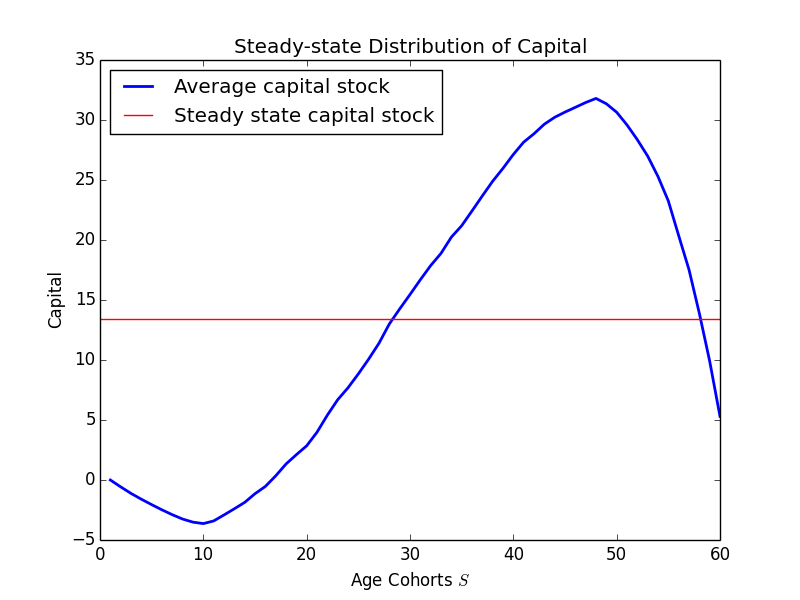 Steady-state Distribution of Capital
Average capital stock
Steady state capital stock
35
30
25
20
15
10
5
0
−5
Capital
0 10 20 30 40 50 60
Age Cohorts S